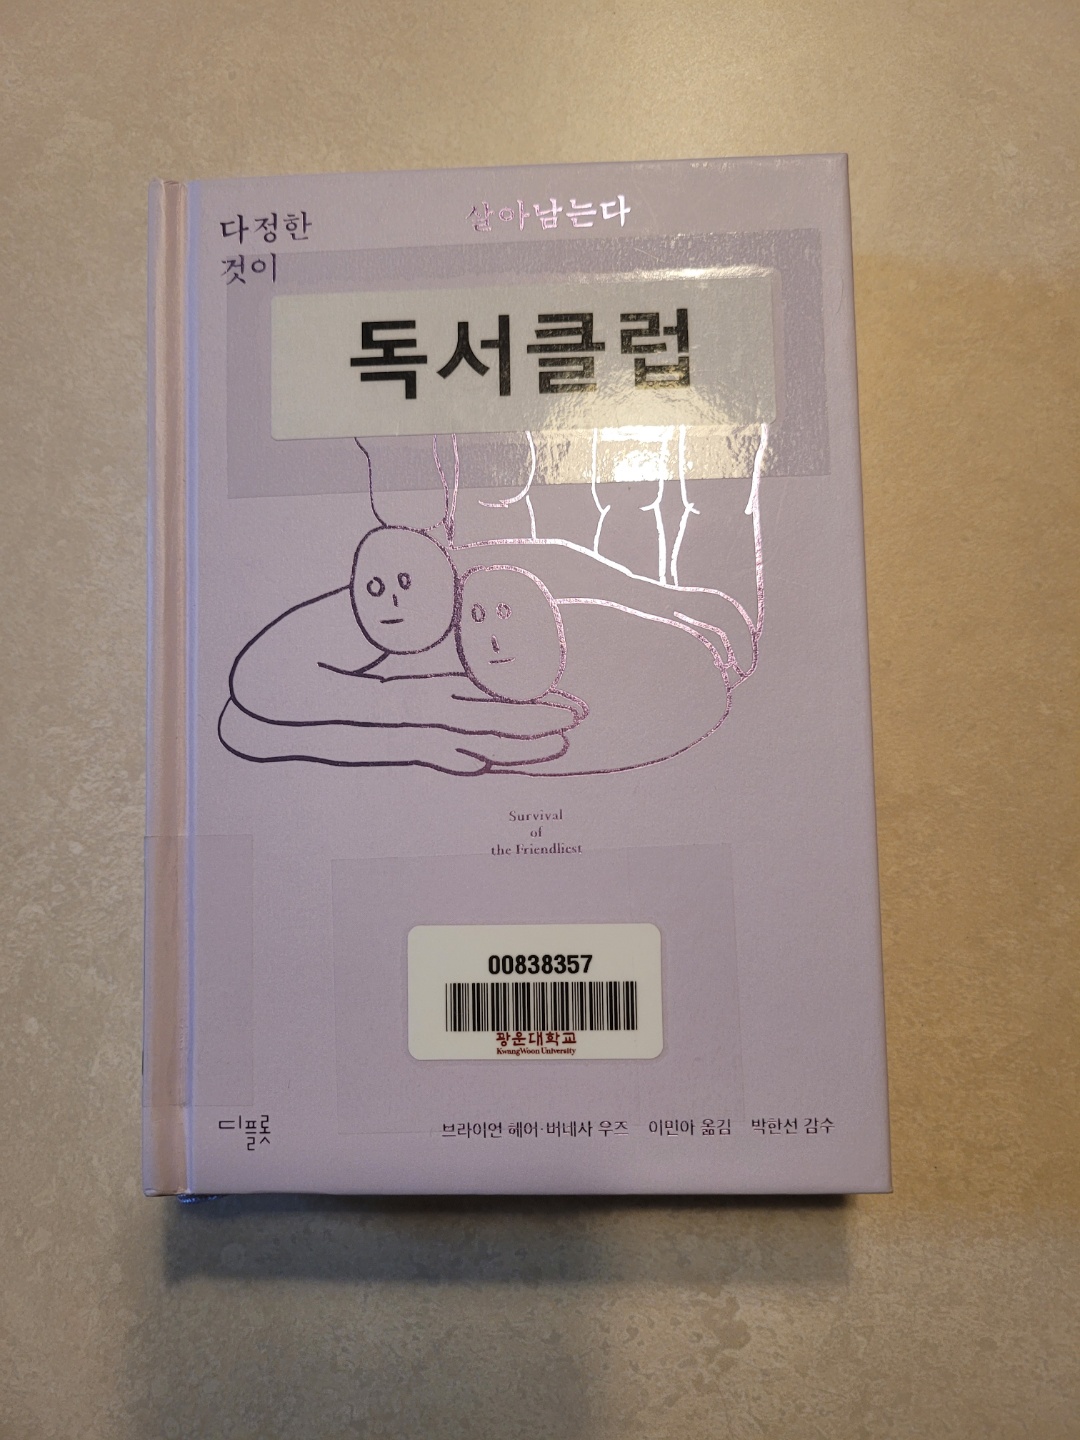 다정한
것이
살아남는다
독서클럽
Survival
of
the Friendliest
00838357
광운대학교
KwangWoon University
디플롯
브라이언 헤어·버네사 우즈 이민아 옮김 박한선 감수